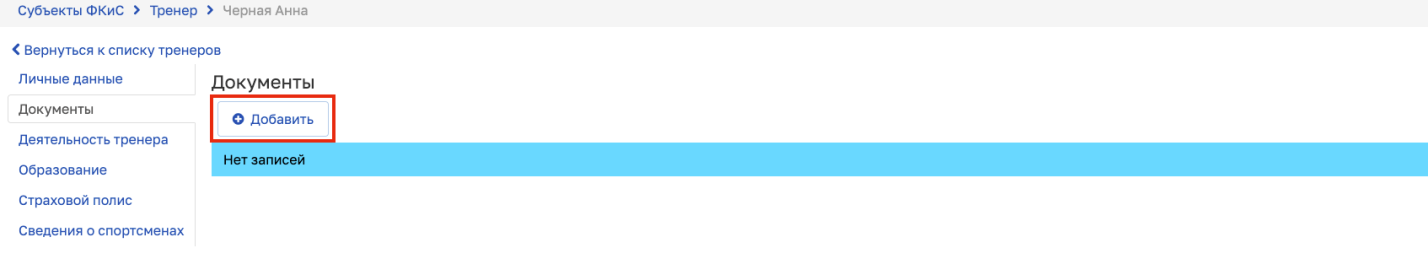 Субъекты ФКиС > Тренер > Черная Анна
Вернуться к списку тренеров
Личные данные
Документы
Деятельность тренера
Образование
Страховой полис
Сведения о спортсменах
Документы
Добавить
Нет записей